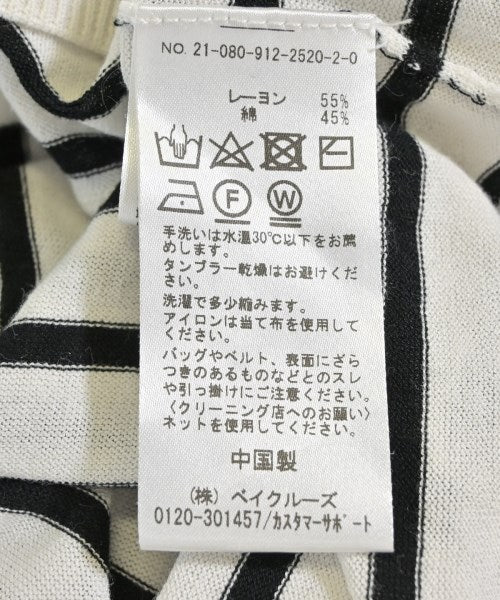 NO. 21-080-912-2520-2-0
レーヨン 55%
綿 45%
F W
手洗いは水温30℃以下をお薦
めします。
タンブラー乾燥はお避けくだ
さい。
洗濯で多少縮みます。
アイロンは当て布を使用して
ください。
バッグやベルト、表面にざら
つきのあるものなどとのスレ
や引っ掛けにご注意ください。
〈クリーニング店へのお願い〉
ネットを使用してください。
中国製
(株) ベイクルーズ
0120-301457/カスタマーサポート